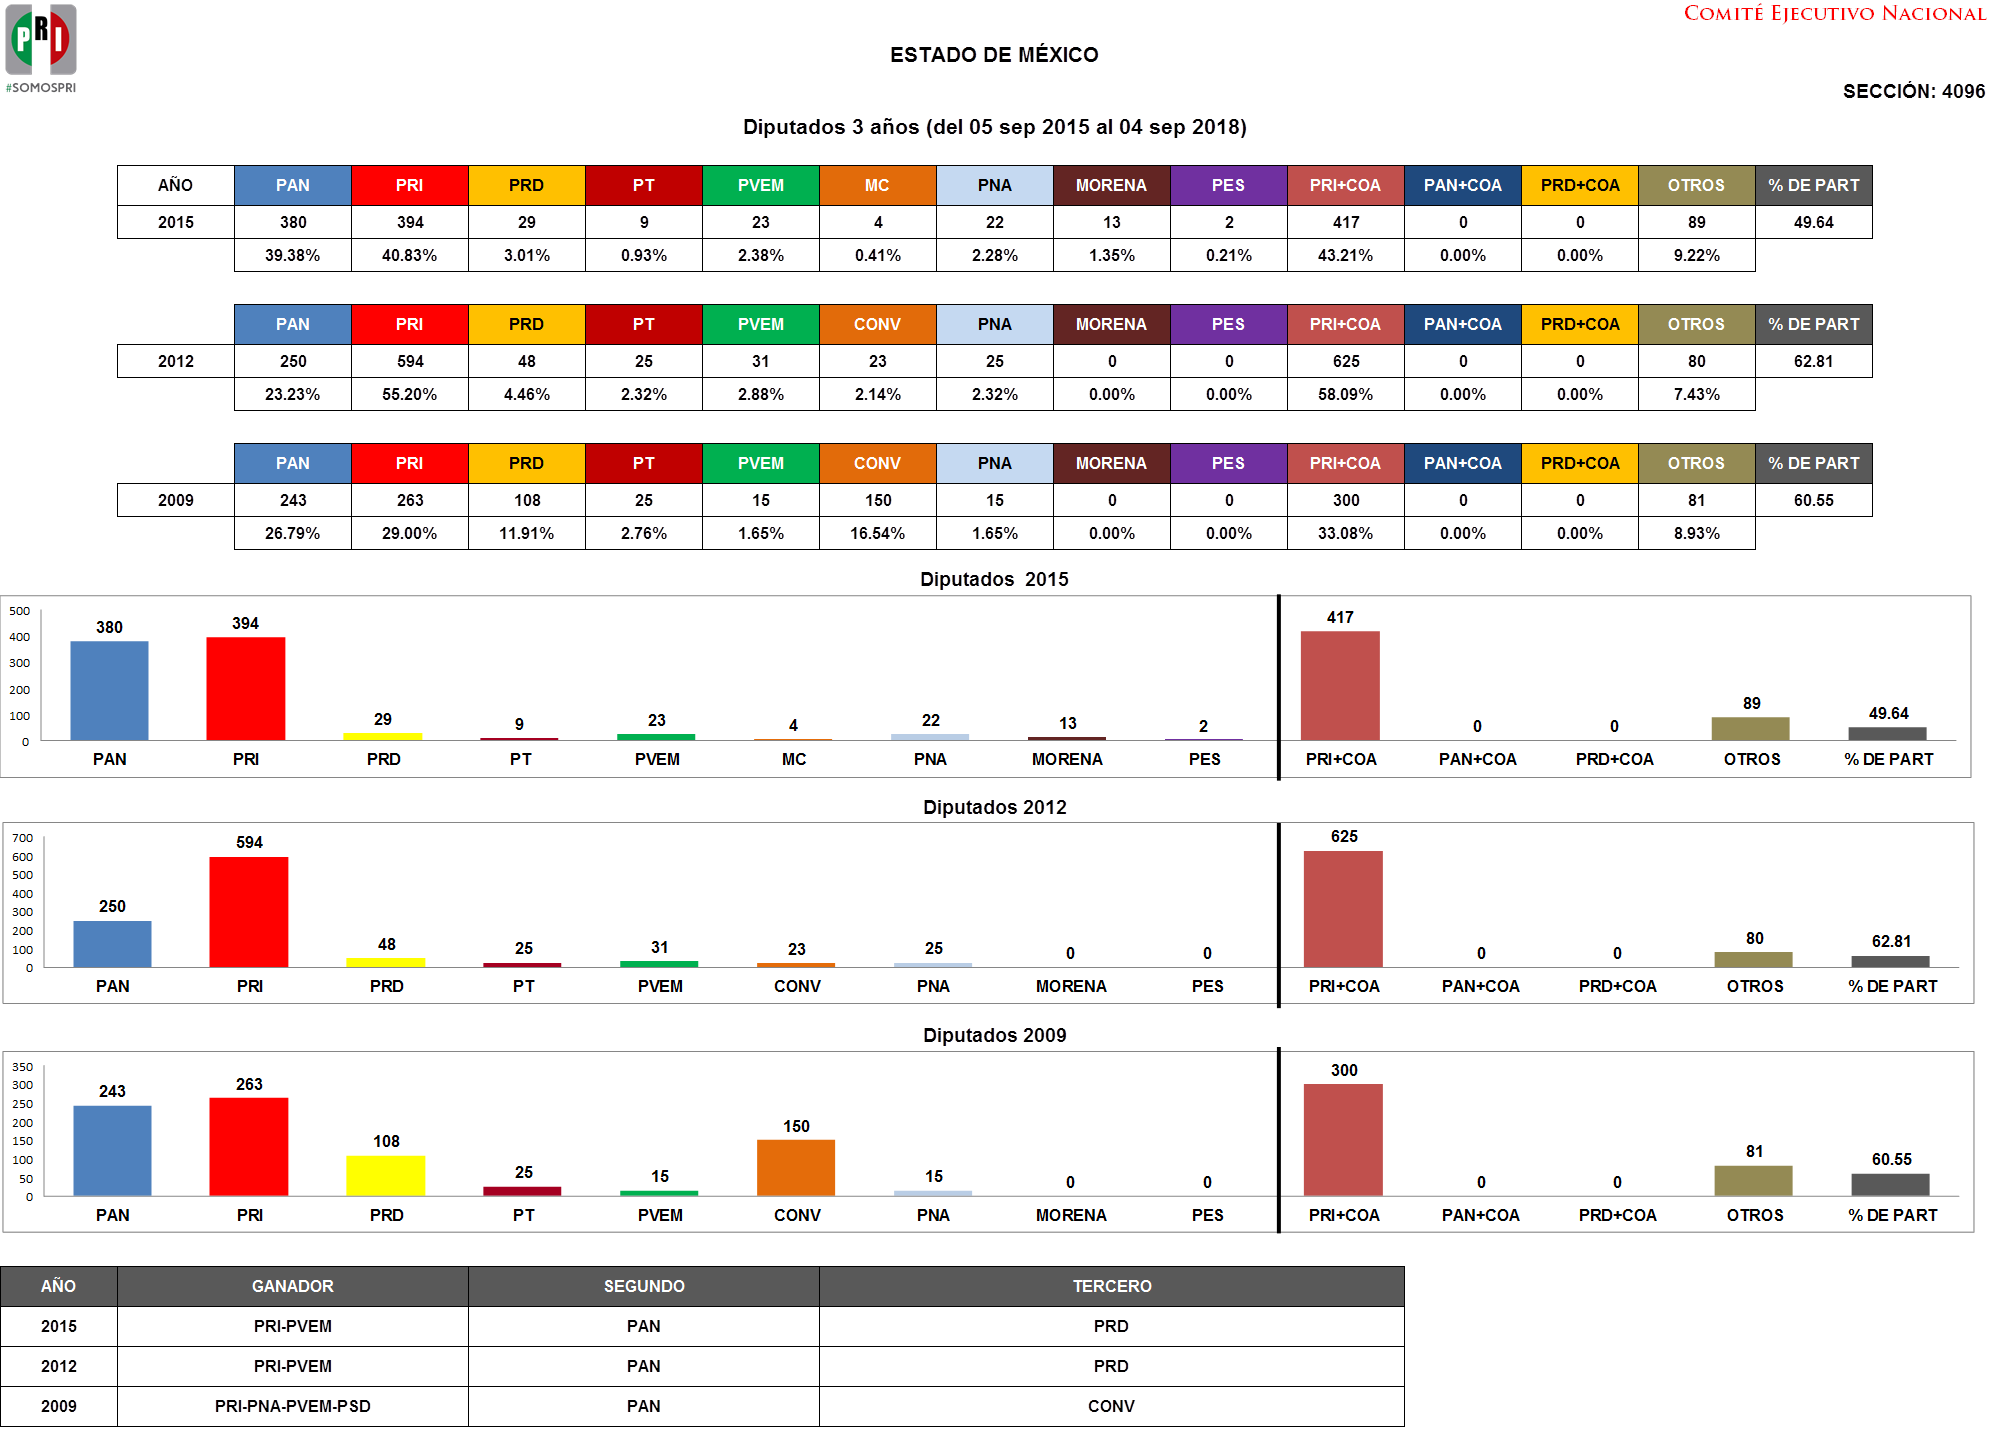 PRI
#SOMOSPRI
COMITÉ EJECUTIVO NACIONAL
ESTADO DE MÉXICO
SECCIÓN: 4096
Diputados 3 años (del 05 sep 2015 al 04 sep 2018)
AÑO PAN PRI PRD PT PVEM MC PNA MORENA PES PRI+COA PAN+COA PRD+COA OTROS % DE PART
2015 380 394 29 9 23 4 22 13 2 417 0 0 89 49.64
39.38% 40.83% 3.01% 0.93% 2.38% 0.41% 2.28% 1.35% 0.21% 43.21% 0.00% 0.00% 9.22%
PAN PRI PRD PT PVEM CONV PNA MORENA PES PRI+COA PAN+COA PRD+COA OTROS % DE PART
2012 250 594 48 25 31 23 25 0 0 625 0 0 80 62.81
23.23% 55.20% 4.46% 2.32% 2.88% 2.14% 2.32% 0.00% 0.00% 58.09% 0.00% 0.00% 7.43%
PAN PRI PRD PT PVEM CONV PNA MORENA PES PRI+COA PAN+COA PRD+COA OTROS % DE PART
2009 243 263 108 25 15 150 15 0 0 300 0 0 81 60.55
26.79% 29.00% 11.91% 2.76% 1.65% 16.54% 1.65% 0.00% 0.00% 33.08% 0.00% 0.00% 8.93%
Diputados 2015
500
400
300
200
100
0
380 394 29 9 23 4 22 13 2 417 0 0 89 49.64
PAN PRI PRD PT PVEM MC PNA MORENA PES PRI+COA PAN+COA PRD+COA OTROS % DE PART
Diputados 2012
700
600
500
400
300
200
100
0
250 594 48 25 31 23 25 0 0 625 0 0 80 62.81
PAN PRI PRD PT PVEM CONV PNA MORENA PES PRI+COA PAN+COA PRD+COA OTROS % DE PART
Diputados 2009
350
300
250
200
150
100
50
0
243 263 108 25 15 150 15 0 0 300 0 0 81 60.55
PAN PRI PRD PT PVEM CONV PNA MORENA PES PRI+COA PAN+COA PRD+COA OTROS % DE PART
AÑO GANADOR SEGUNDO TERCERO
2015 PRI-PVEM PAN PRD
2012 PRI-PVEM PAN PRD
2009 PRI-PNA-PVEM-PSD PAN CONV